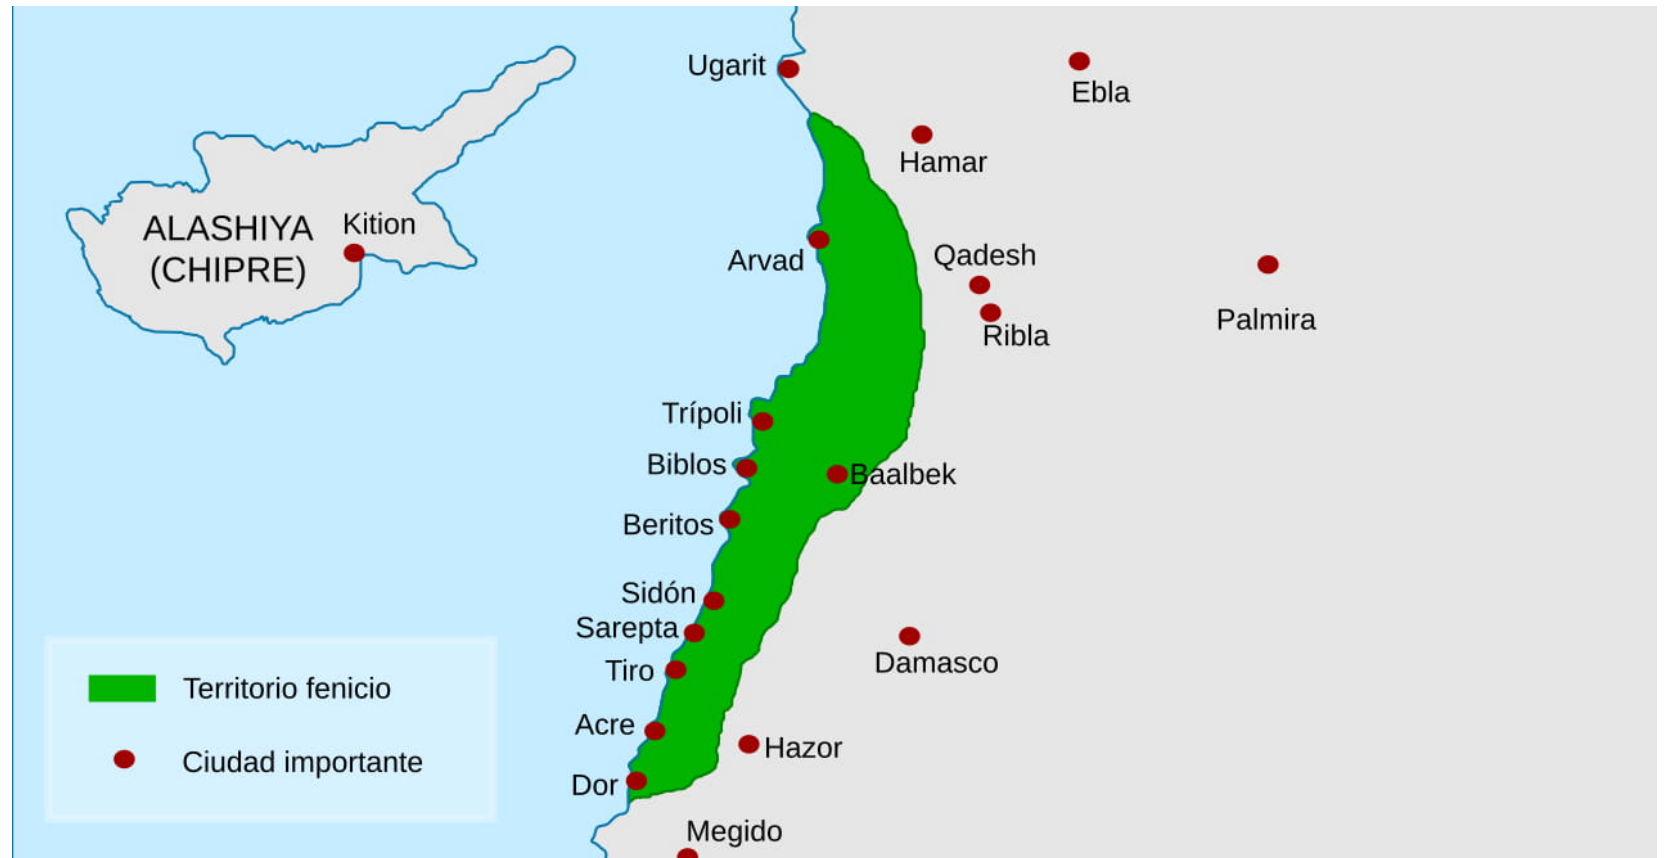 Ugarit
Ebla
Hamar
ALASHIYA
(CHIPRE)
Kition
Arvad
Qadesh
Ribla
Palmira
Trípoli
Biblos
Baalbek
Beritos
Sidón
Sarepta
Tiro
Damasco
Acre
Hazor
Dor
Megido
Territorio fenicio
Ciudad importante